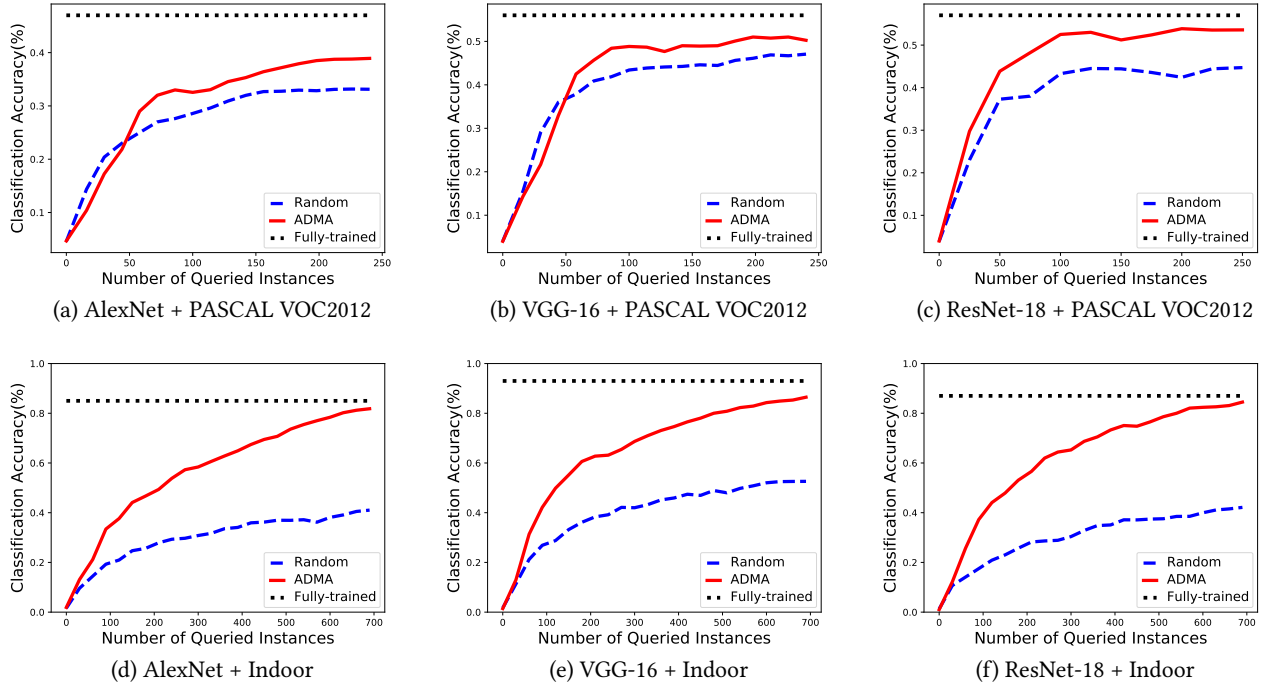 0.4
0.3
0.2
0.1
Classification Accuracy(%)
Random
ADMA
Fully-trained
0 50 100 150 200 250
Number of Queried Instances
(a) AlexNet + PASCAL VOC2012
0.5
0.4
0.3
0.2
0.1
Classification Accuracy(%)
Random
ADMA
Fully-trained
0 50 100 150 200 250
Number of Queried Instances
(b) VGG-16 + PASCAL VOC2012
0.5
0.4
0.3
0.2
0.1
Classification Accuracy(%)
Random
ADMA
Fully-trained
0 50 100 150 200 250
Number of Queried Instances
(c) ResNet-18 + PASCAL VOC2012
1.0
0.8
0.6
0.4
0.2
0.0
Classification Accuracy(%)
Random
ADMA
Fully-trained
0 100 200 300 400 500 600 700
Number of Queried Instances
(d) AlexNet + Indoor
1.0
0.8
0.6
0.4
0.2
0.0
Classification Accuracy(%)
Random
ADMA
Fully-trained
0 100 200 300 400 500 600 700
Number of Queried Instances
(e) VGG-16 + Indoor
1.0
0.8
0.6
0.4
0.2
0.0
Classification Accuracy(%)
Random
ADMA
Fully-trained
0 100 200 300 400 500 600 700
Number of Queried Instances
(f) ResNet-18 + Indoor